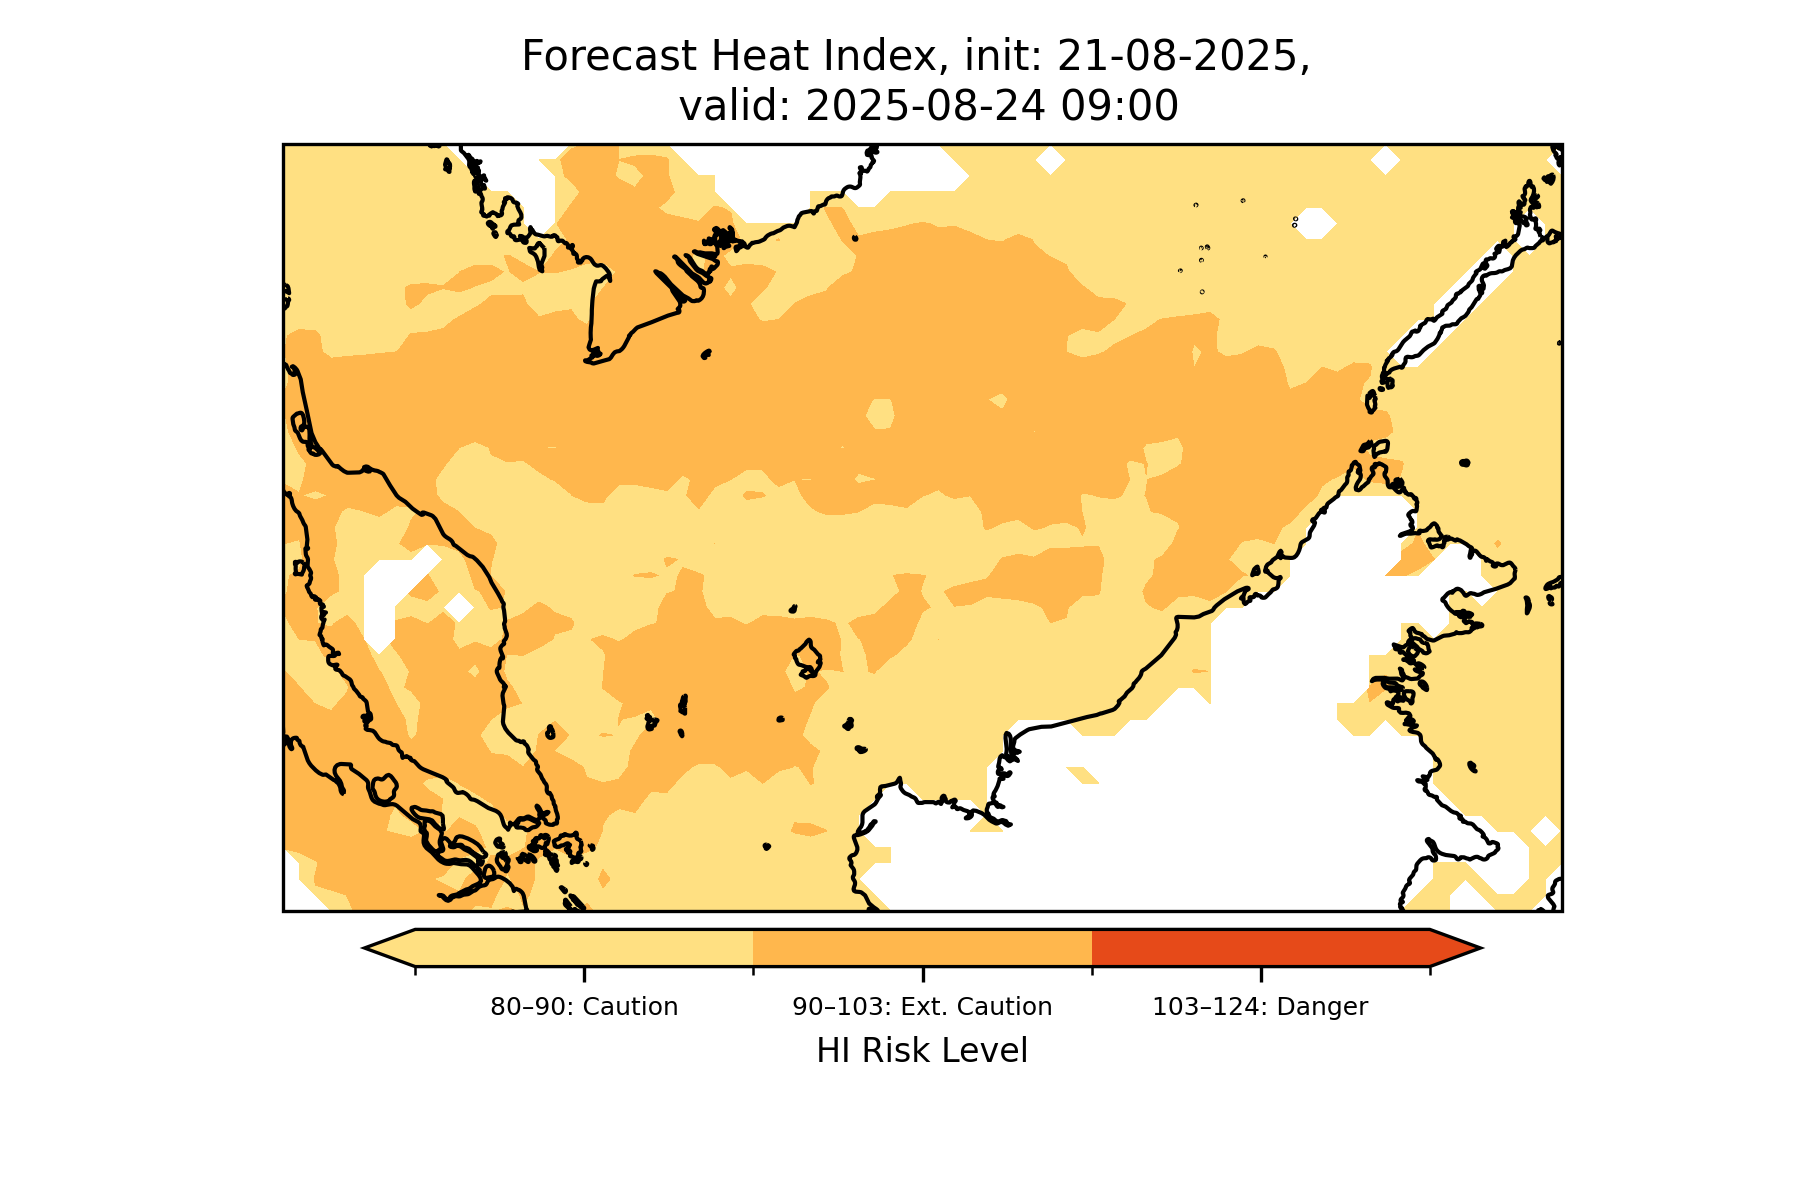 Forecast Heat Index, init: 21-08-2025,
valid: 2025-08-24 09:00
80–90: Caution
90–103: Ext. Caution
103–124: Danger
HI Risk Level